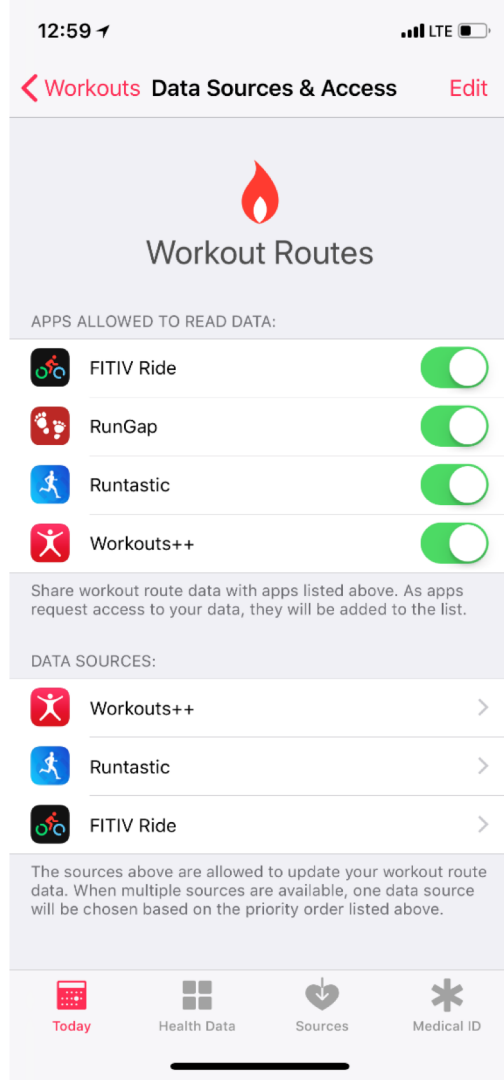 12:59 LTE
Workouts Data Sources & Access Edit
Workout Routes
APPS ALLOWED TO READ DATA:
FITIV Ride
RunGap
Runtastic
Workouts++
Share workout route data with apps listed above. As apps
request access to your data, they will be added to the list.
DATA SOURCES:
Workouts++
Runtastic
FITIV Ride
The sources above are allowed to update your workout route
data. When multiple sources are available, one data source
will be chosen based on the priority order listed above.
Today Health Data Sources Medical ID